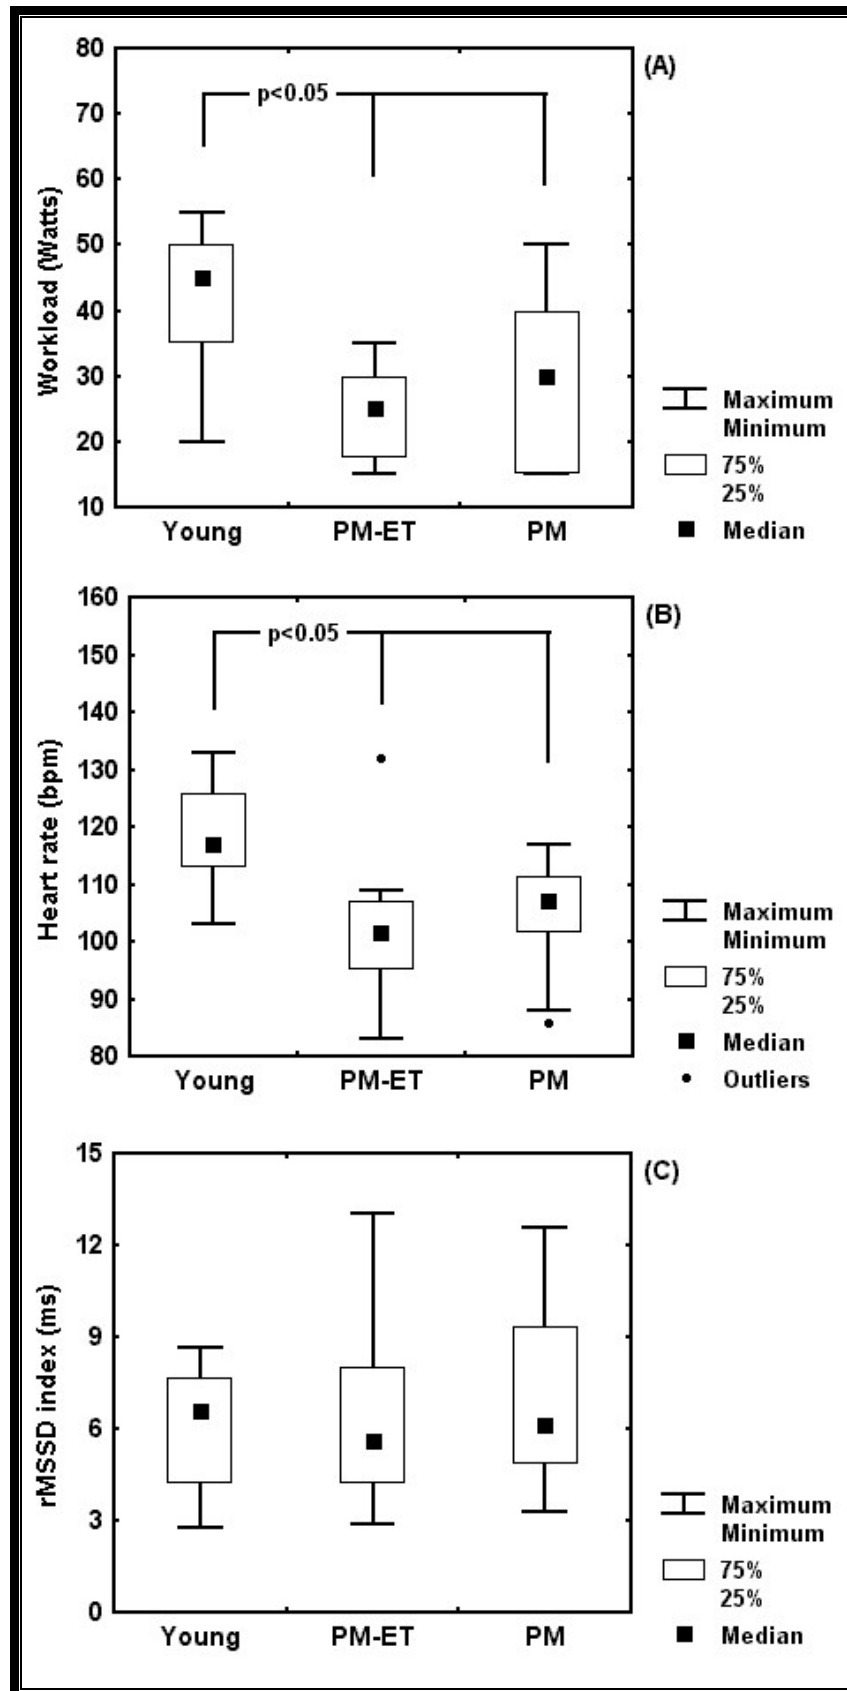 (A)
Workload (Watts)
80
70
60
50
40
30
20
10
p<0.05
Young PM-ET PM
Maximum
Minimum
75%
25%
Median
(B)
Heart rate (bpm)
160
150
140
130
120
110
100
90
80
p<0.05
Young PM-ET PM
Maximum
Minimum
75%
25%
Median
Outliers
(C)
rMSSD index (ms)
15
12
9
6
3
0
Young PM-ET PM
Maximum
Minimum
75%
25%
Median